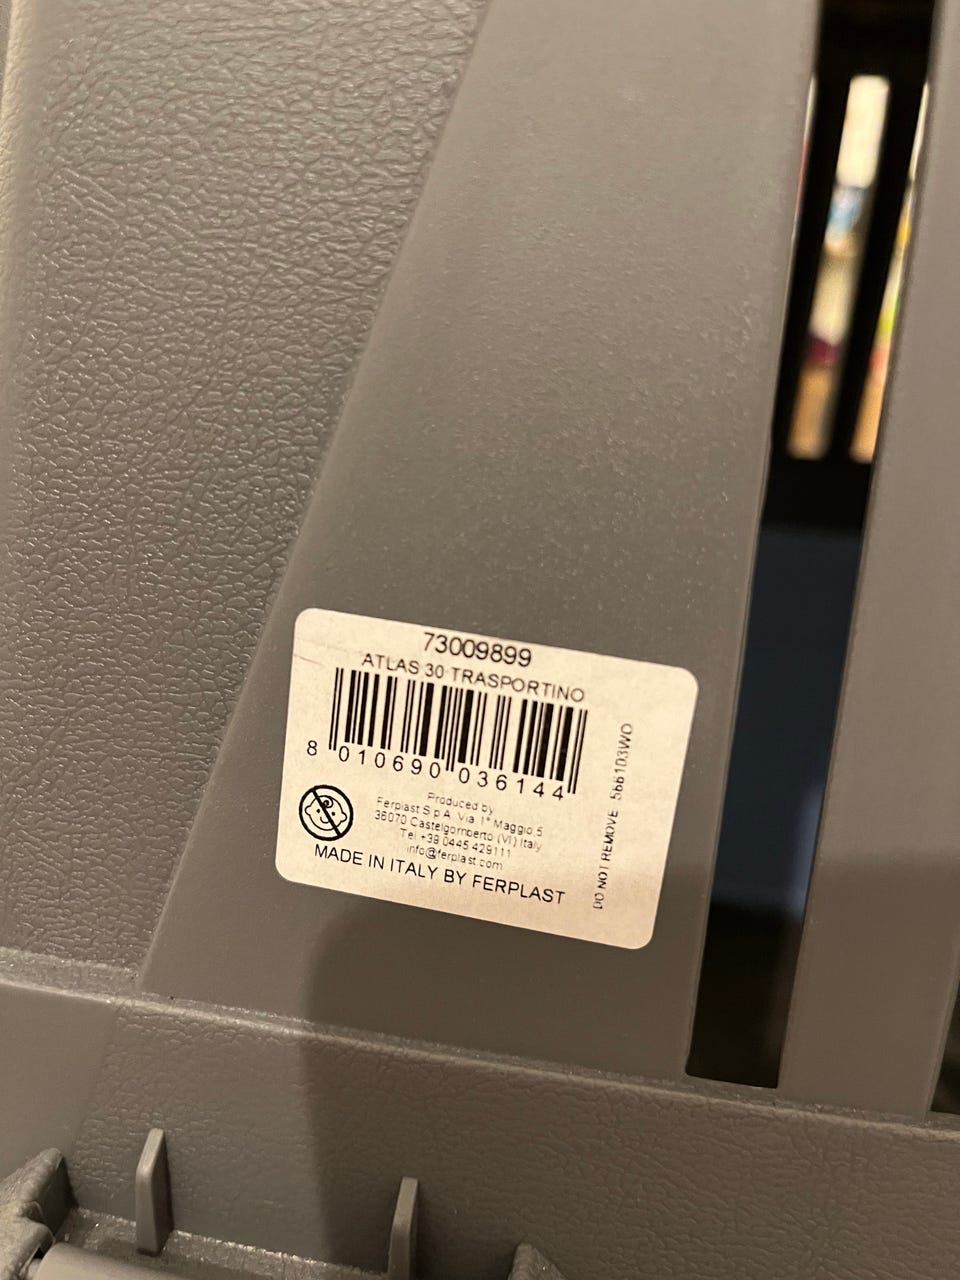 73009899
ATLAS 30 TRASPORTINO
8 010690 036144
Produced by
Ferplast S.p.A. Via 1° Maggio,5
36070 Castelgomberto (VI) Italy
Tel +39 0445 429111
info@ferplast.com
MADE IN ITALY BY FERPLAST
DO NOT REMOVE